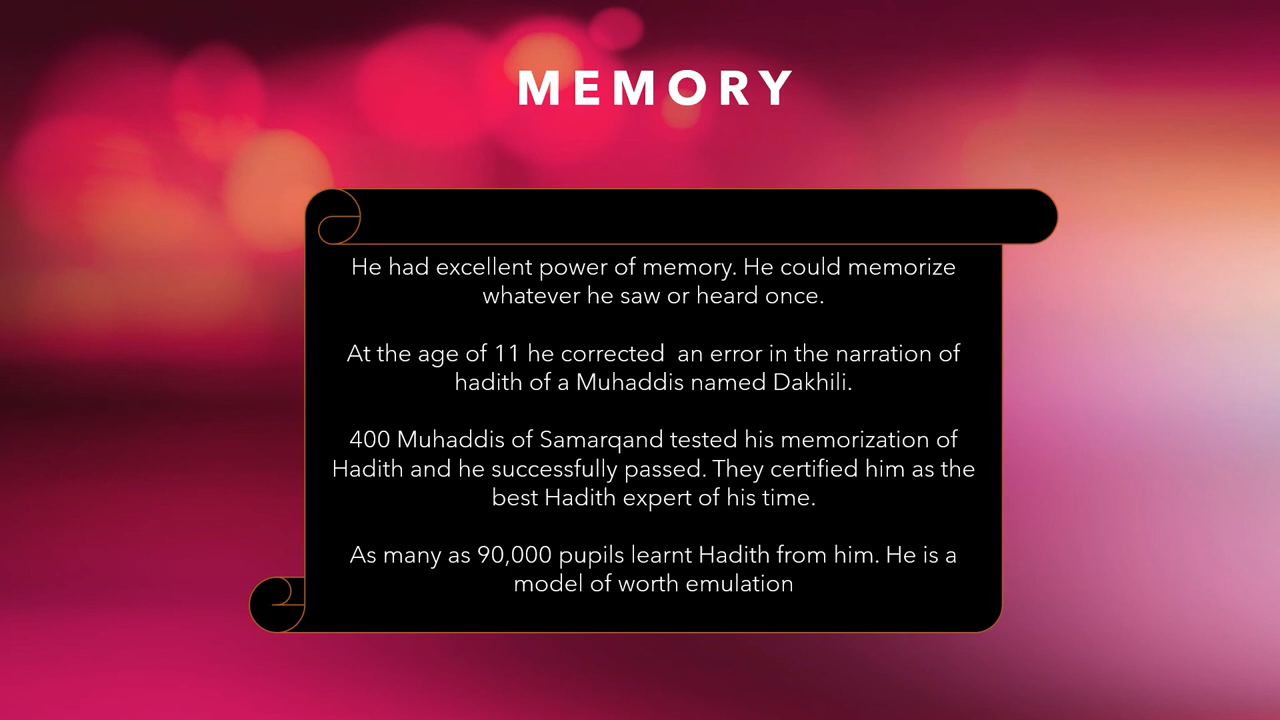 MEMORY
He had excellent power of memory. He could memorize
whatever he saw or heard once.
At the age of 11 he corrected  an error in the narration of
hadith of a Muhaddis named Dakhili.
400 Muhaddis of Samarqand tested his memorization of
Hadith and he successfully passed. They certified him as the
best Hadith expert of his time.
As many as 90,000 pupils learnt Hadith from him. He is a
model of worth emulation